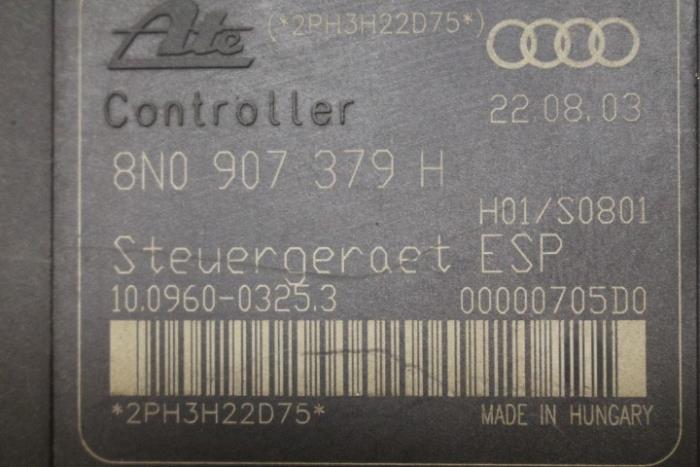 Ate (*2PH3H22D75*)
Controller 22.08.03
8N0 907 379 H
H01/S0801
Steuergeraet ESP
10.0960-0325.3 00000705D0
*2PH3H22D75* MADE IN HUNGARY